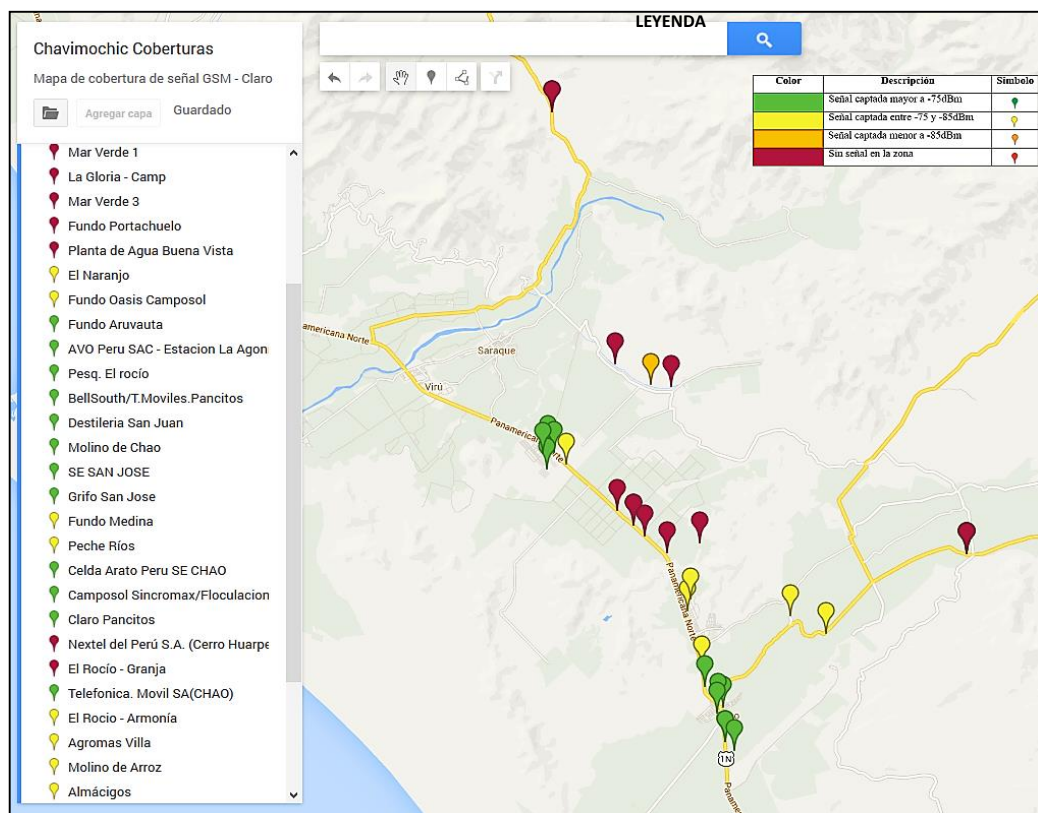 LEYENDA
Chavimochic Coberturas
Mapa de cobertura de señal GSM - Claro
Agregar capa
Guardado
Mar Verde 1
La Gloria - Camp
Mar Verde 3
Fundo Portachuelo
Planta de Agua Buena Vista
El Naranjo
Fundo Oasis Camposol
Fundo Aruvauta
AVO Peru SAC - Estacion La Agoni
Pesq. El rocío
BellSouth/T.Moviles.Pancitos
Destileria San Juan
Molino de Chao
SE SAN JOSE
Grifo San Jose
Fundo Medina
Peche Ríos
Celda Arato Peru SE CHAO
Camposol Sincromax/Floculacion
Claro Pancitos
Nextel del Perú S.A. (Cerro Huarpe
El Rocío - Granja
Telefonica. Movil SA(CHAO)
El Rocio - Armonía
Agromas Villa
Molino de Arroz
Almácigos
Color Descripción Símbolo
Señal captada mayor a -75dBm
Señal captada entre -75 y -85dBm
Señal captada menor a -85dBm
Sin señal en la zona
americana Norte
Saraque
Virú
Panamericana Norte
Panamericana Norte
1N
Paname